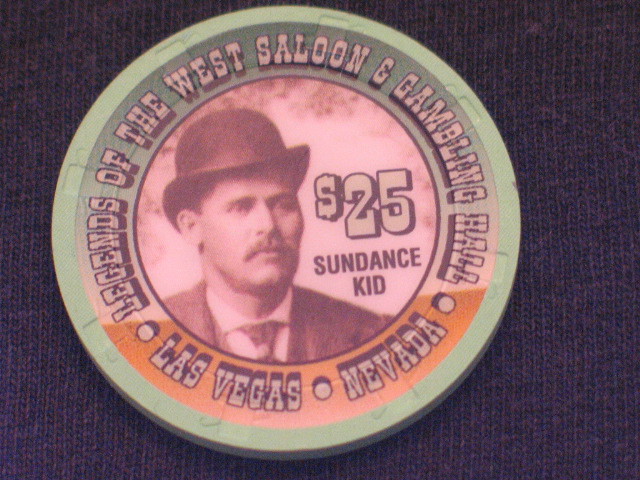 LEGENDS OF THE WEST SALOON & GAMBLING HALL
$25
SUNDANCE
KID
LAS VEGAS • NEVADA